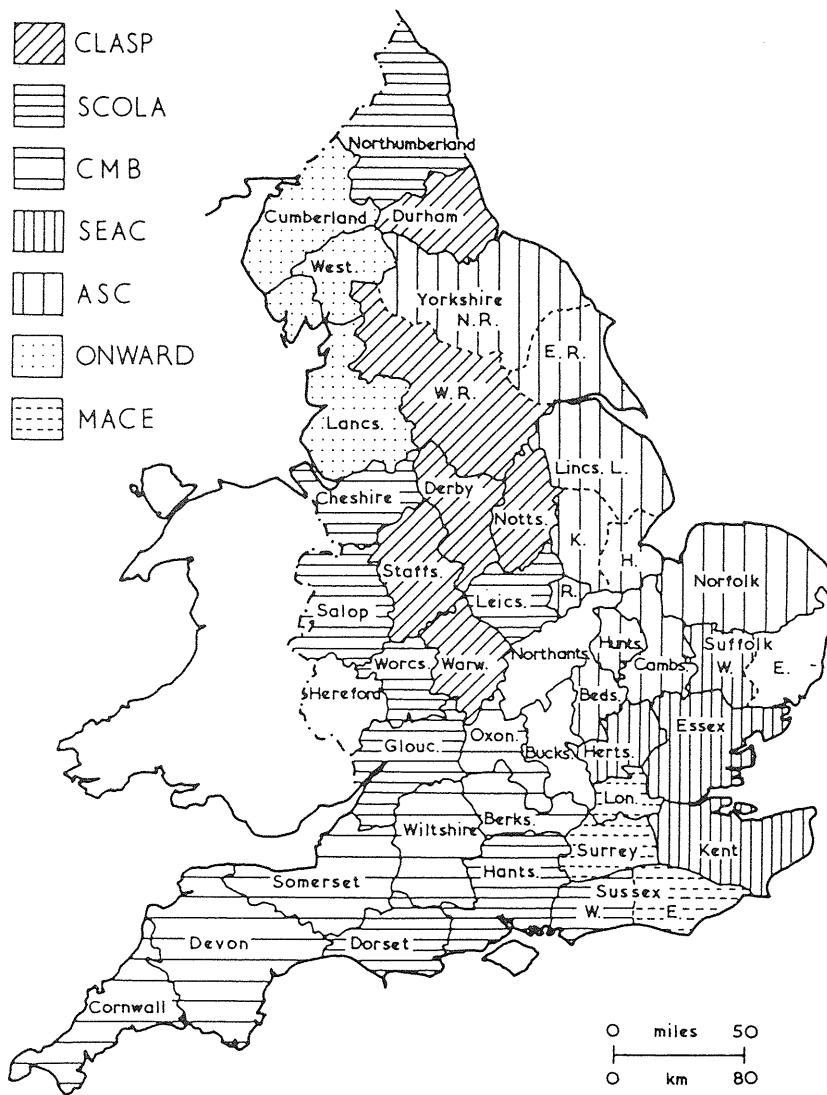 CLASP
SCOLA
CMB
SEAC
ASC
ONWARD
MACE
Northumberland
Cumberland
Durham
West.
Yorkshire
N.R.
E.R.
W.R.
Lancs.
Lincs. L.
Cheshire
Derby
Notts.
K.
H.
Staffs.
Salop
Leics.
R.
Norfolk
Worcs.
Warw.
Northants.
Hunts.
Cambs.
Suffolk
W.
E.
Hereford
Beds.
Glouc.
Oxon.
Bucks.
Herts.
Essex
Lon.
Berks.
Wiltshire
Surrey
Kent
Somerset
Hants.
Sussex
W.
E.
Devon
Dorset
Cornwall
0 miles 50
0 km 80